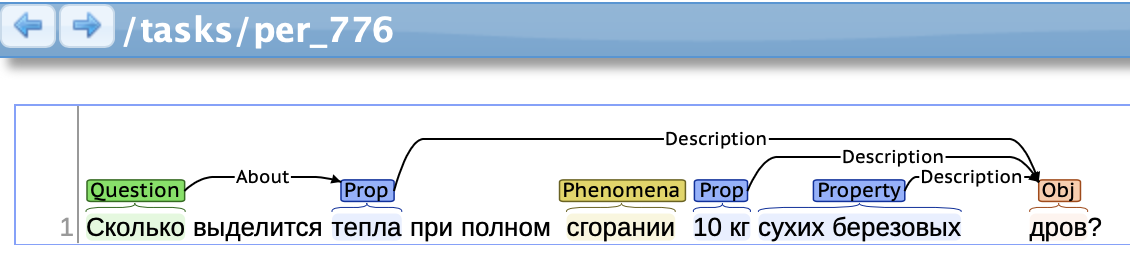 /tasks/per_776
Description
Description
About
Description
Question
Prop
Phenomena
Prop
Property
Obj
1 Сколько выделится тепла при полном сгорании 10 кг сухих березовых дров?